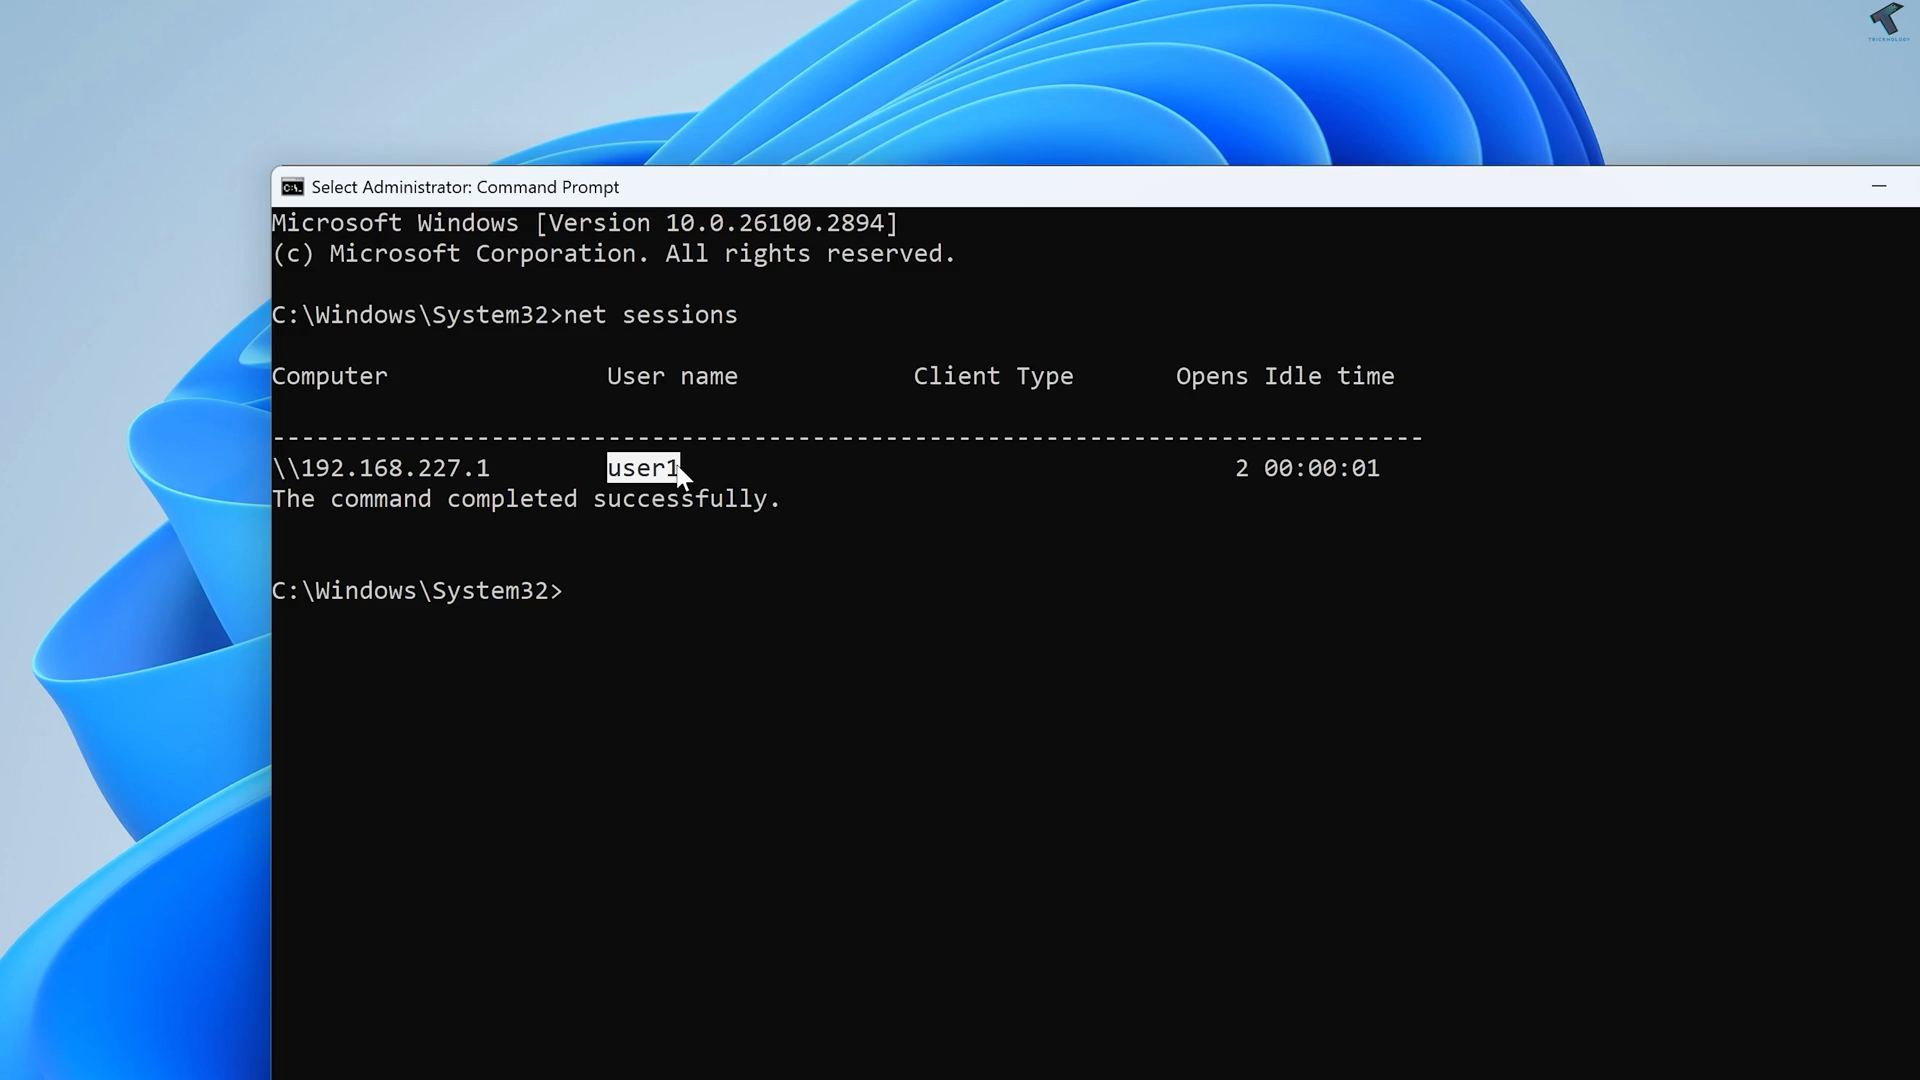 TRICKNOLOGY
Select Administrator: Command Prompt
Microsoft Windows [Version 10.0.26100.2894]
(c) Microsoft Corporation. All rights reserved.
C:\Windows\System32>net sessions
Computer User name Client Type Opens Idle time
-------------------------------------------------------------------------------
\\192.168.227.1 user1 2 00:00:01
The command completed successfully.
C:\Windows\System32>